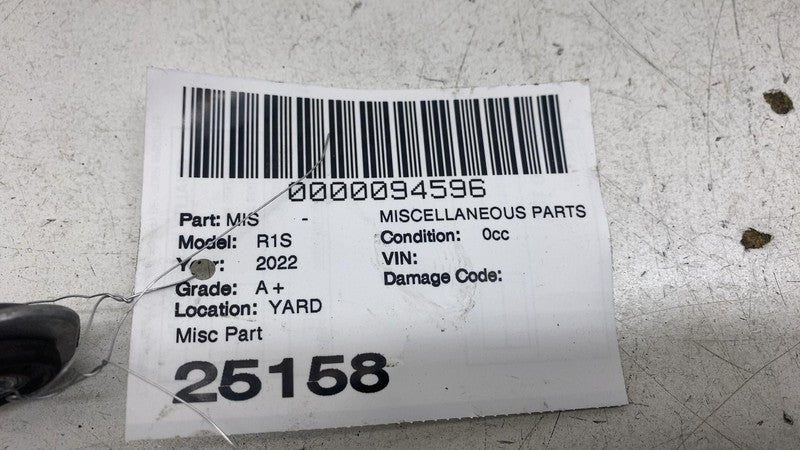 0000094596
Part: MIS - MISCELLANEOUS PARTS
Model: R1S Condition: 0cc
Year: 2022 VIN:
Grade: A+ Damage Code:
Location: YARD
Misc Part
25158